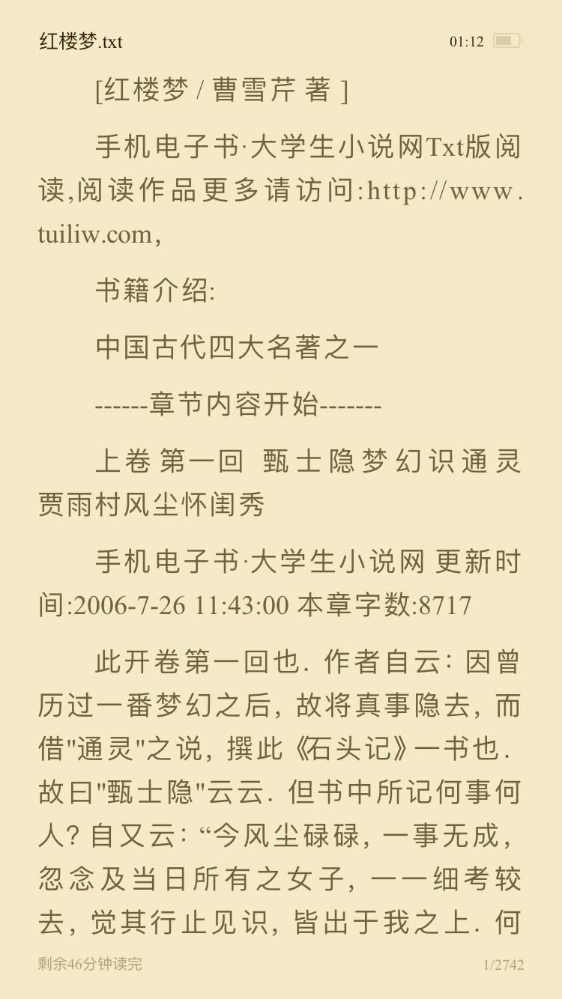 红楼梦.txt
01:12
[红楼梦 / 曹雪芹 著 ]
手机电子书·大学生小说网Txt版阅
读,阅读作品更多请访问:http://www.
tuiliw.com,
书籍介绍:
中国古代四大名著之一
------章节内容开始-------
上卷 第一回 甄士隐梦幻识通灵
贾雨村风尘怀闺秀
手机电子书·大学生小说网 更新时
间:2006-7-26 11:43:00 本章字数:8717
此开卷第一回也. 作者自云: 因曾
历过一番梦幻之后, 故将真事隐去, 而
借"通灵"之说, 撰此《石头记》一书也.
故曰"甄士隐"云云. 但书中所记何事何
人? 自又云: “今风尘碌碌, 一事无成,
忽念及当日所有之女子, 一一细考较
去, 觉其行止见识, 皆出于我之上. 何
剩余46分钟读完
1/2742